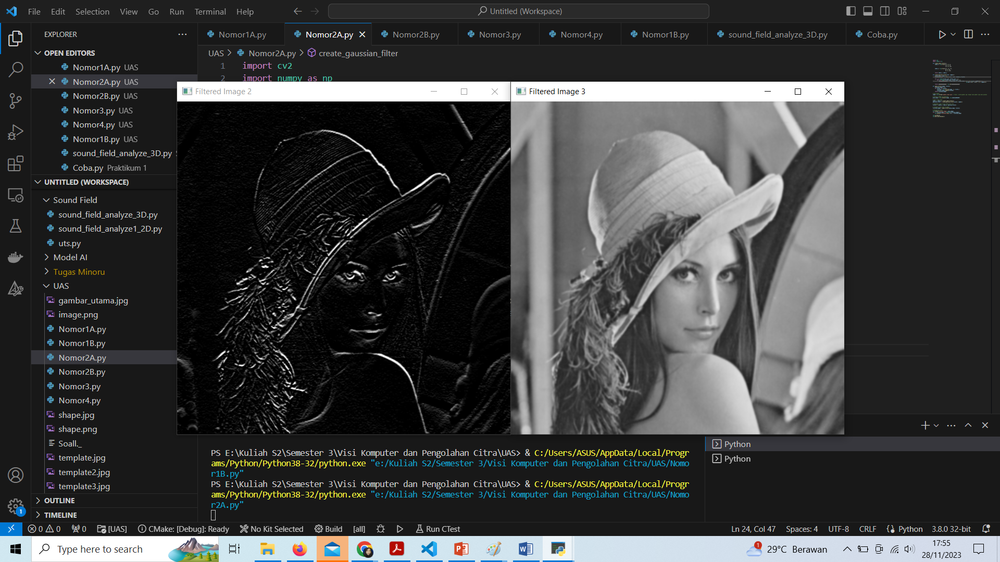 File Edit Selection View Go Run Terminal Help
Untitled (Workspace)
EXPLORER
OPEN EDITORS
Nomor1A.py UAS
Nomor2A.py UAS
Nomor2B.py UAS
Nomor3.py UAS
Nomor4.py UAS
Nomor1B.py UAS
sound_field_analyze_3D.py
Coba.py Praktikum 1
UNTITLED (WORKSPACE)
Sound Field
sound_field_analyze_3D.py
sound_field_analyze1_2D.py
uts.py
Model AI
Tugas Minoru
UAS
gambar_utama.jpg
image.png
Nomor1A.py
Nomor1B.py
Nomor2A.py
Nomor2B.py
Nomor3.py
Nomor4.py
shape.jpg
shape.png
Soall._
template.jpg
template2.jpg
template3.jpg
OUTLINE
TIMELINE
Nomor1A.py Nomor2A.py Nomor2B.py Nomor3.py Nomor4.py Nomor1B.py sound_field_analyze_3D.py Coba.py
UAS > Nomor2A.py > create_gaussian_filter
1 import cv2
2 import numpy as np
Filtered Image 2
Filtered Image 3
PS E:\Kuliah S2\Semester 3\Visi Komputer dan Pengolahan Citra\UAS> & C:/Users/ASUS/AppData/Local/Progr
ams/Python/Python38-32/python.exe "e:/Kuliah S2/Semester 3/Visi Komputer dan Pengolahan Citra/UAS/Nomo
r1B.py"
PS E:\Kuliah S2\Semester 3\Visi Komputer dan Pengolahan Citra\UAS> & C:/Users/ASUS/AppData/Local/Progr
ams/Python/Python38-32/python.exe "e:/Kuliah S2/Semester 3/Visi Komputer dan Pengolahan Citra/UAS/Nomo
r2A.py"
Python
Python
1
0 0 0 [UAS] CMake: [Debug]: Ready No Kit Selected Build [all] Run CTest Ln 24, Col 47 Spaces: 4 UTF-8 CRLF Python 3.8.0 32-bit
Type here to search
1 29°C Berawan
17:55
28/11/2023